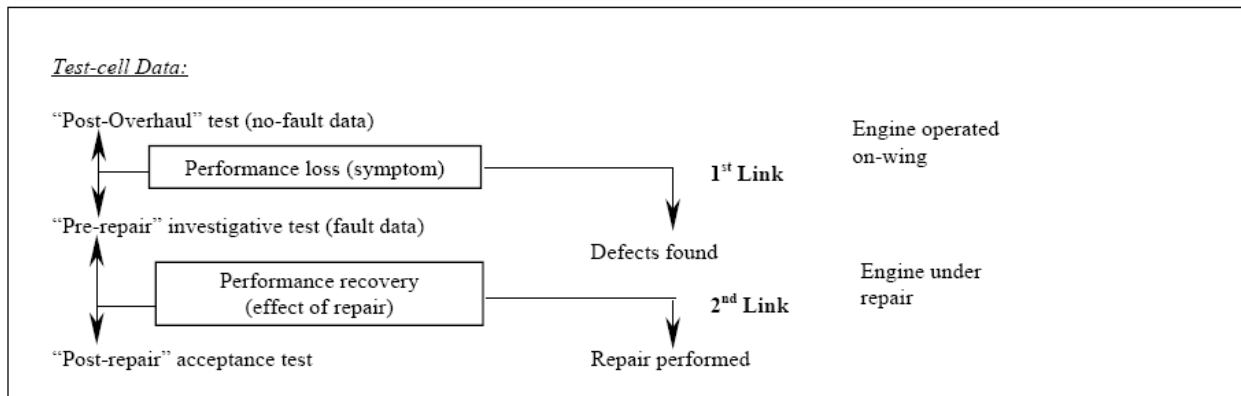 Test-cell Data:
“Post-Overhaul” test (no-fault data)
Engine operated
on-wing
Performance loss (symptom)
1st Link
“Pre-repair” investigative test (fault data)
Defects found
Performance recovery
(effect of repair)
Engine under
repair
2nd Link
“Post-repair” acceptance test
Repair performed